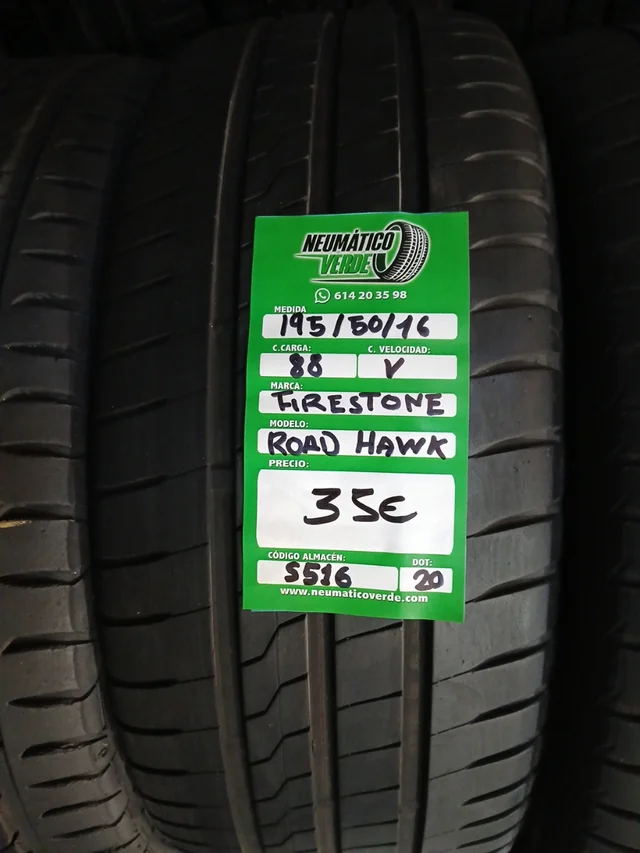 NEUMÁTICO
VERDE
614 20 35 98
MEDIDA
195/50/16
C.CARGA: C. VELOCIDAD:
88 V
MARCA:
FIRESTONE
MODELO:
ROAD HAWK
PRECIO:
35€
CÓDIGO ALMACÉN: DOT:
S516 20
www.neumaticoverde.com